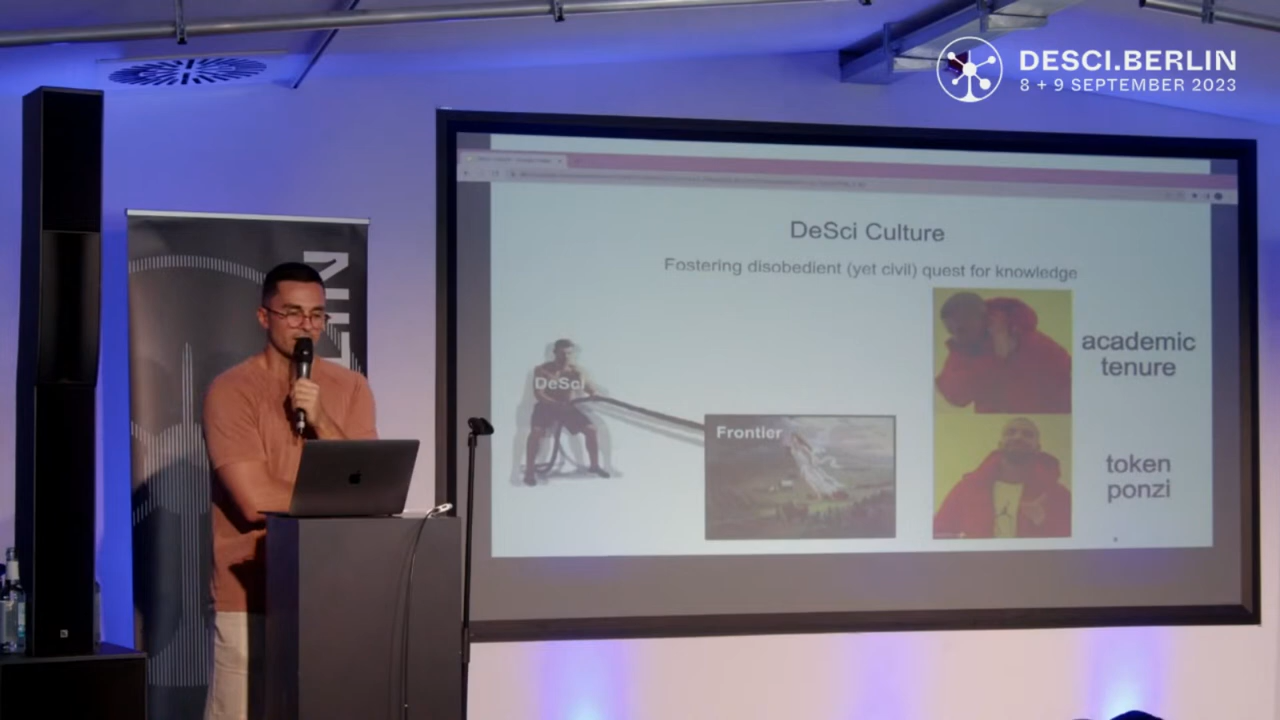 DESCI.BERLIN
8 + 9 SEPTEMBER 2023
DeSci Culture
Fostering disobedient (yet civil) quest for knowledge
DeSci
Frontier
academic
tenure
token
ponzi